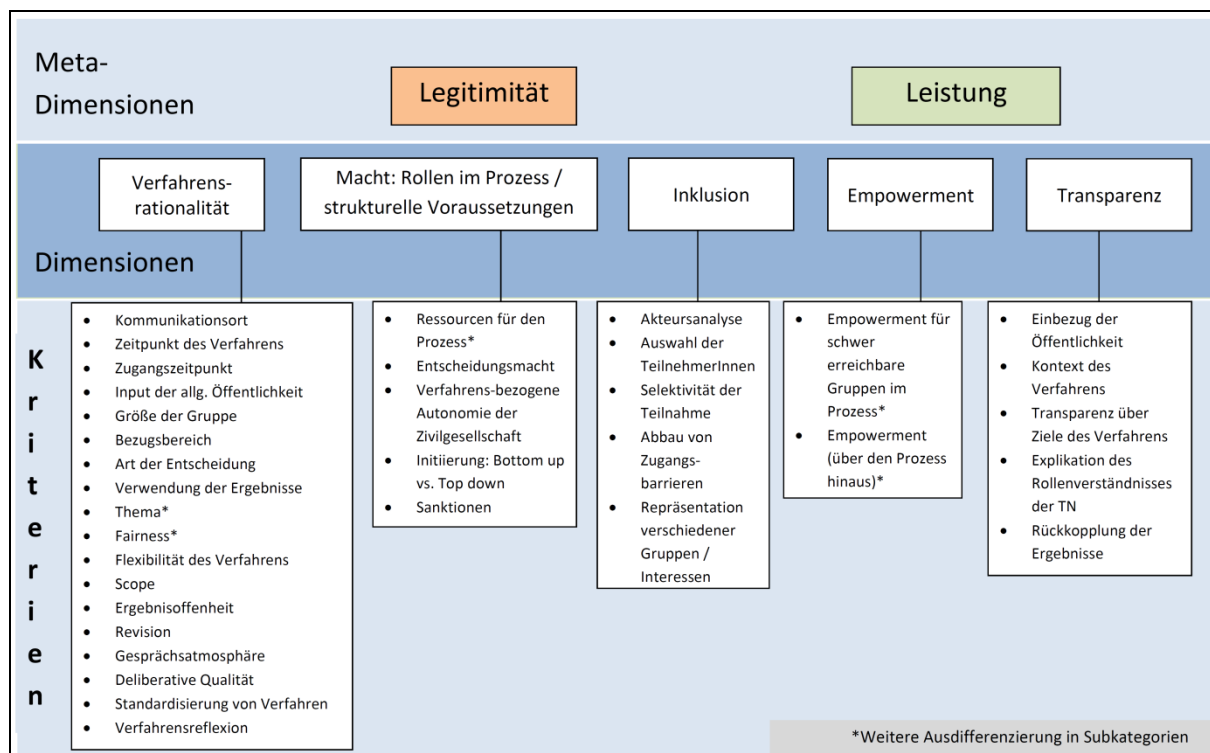 Meta-
Dimensionen
Legitimität
Leistung
Verfahrens-
rationalität
Macht: Rollen im Prozess /
strukturelle Voraussetzungen
Inklusion
Empowerment
Transparenz
Dimensionen
Kriterien
• Kommunikationsort
• Zeitpunkt des Verfahrens
• Zugangszeitpunkt
• Input der allg. Öffentlichkeit
• Größe der Gruppe
• Bezugsbereich
• Art der Entscheidung
• Verwendung der Ergebnisse
• Thema*
• Fairness*
• Flexibilität des Verfahrens
• Scope
• Ergebnisoffenheit
• Revision
• Gesprächsatmosphäre
• Deliberative Qualität
• Standardisierung von Verfahren
• Verfahrensreflexion
• Ressourcen für den
Prozess*
• Entscheidungsmacht
• Verfahrens-bezogene
Autonomie der
Zivilgesellschaft
• Initiierung: Bottom up
vs. Top down
• Sanktionen
• Akteursanalyse
• Auswahl der
TeilnehmerInnen
• Selektivität der
Teilnahme
• Abbau von
Zugangs-
barrieren
• Repräsentation
verschiedener
Gruppen /
Interessen
• Empowerment für
schwer
erreichbare
Gruppen im
Prozess*
• Empowerment
(über den Prozess
hinaus)*
• Einbezug der
Öffentlichkeit
• Kontext des
Verfahrens
• Transparenz über
Ziele des Verfahrens
• Explikation des
Rollenverständnisses
der TN
• Rückkopplung der
Ergebnisse
*Weitere Ausdifferenzierung in Subkategorien